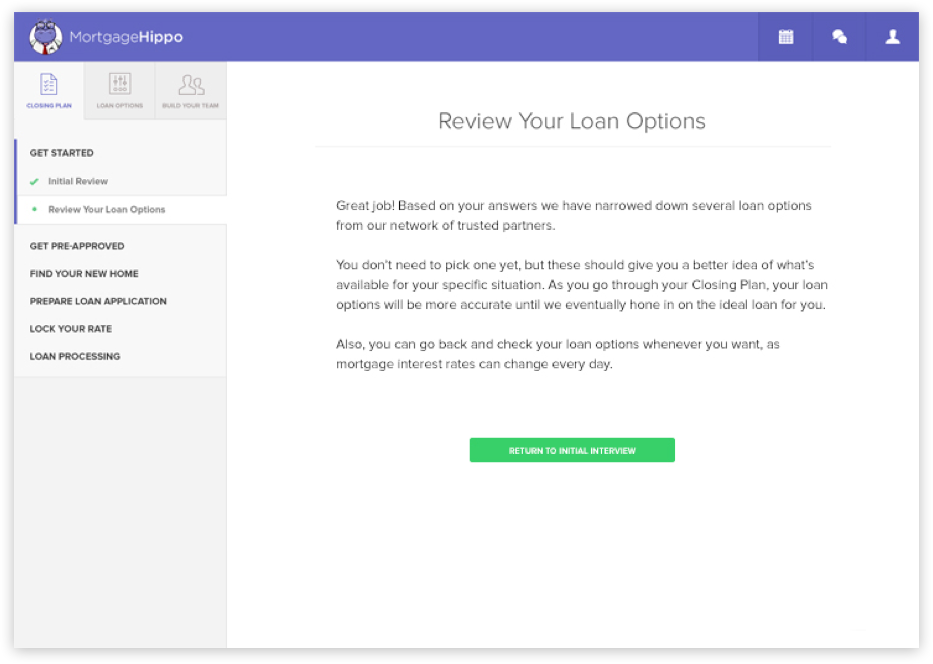 MortgageHippo
CLOSING PLAN
LOAN OPTIONS
BUILD YOUR TEAM
GET STARTED
Initial Review
Review Your Loan Options
GET PRE-APPROVED
FIND YOUR NEW HOME
PREPARE LOAN APPLICATION
LOCK YOUR RATE
LOAN PROCESSING
Review Your Loan Options
Great job! Based on your answers we have narrowed down several loan options
from our network of trusted partners.
You don't need to pick one yet, but these should give you a better idea of what's
available for your specific situation. As you go through your Closing Plan, your loan
options will be more accurate until we eventually hone in on the ideal loan for you.
Also, you can go back and check your loan options whenever you want, as
mortgage interest rates can change every day.
RETURN TO INITIAL INTERVIEW